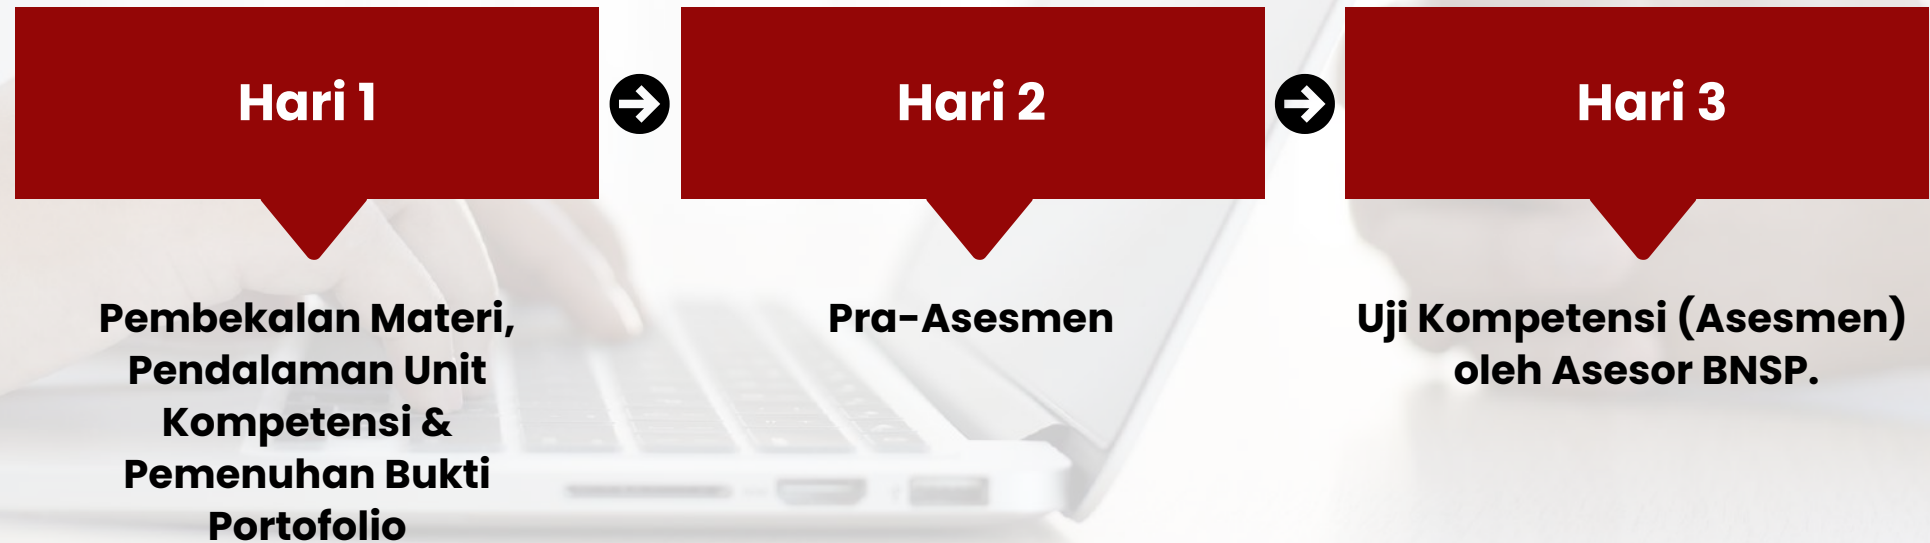 Hari 1
Hari 2
Hari 3
Pembekalan Materi,
Pendalaman Unit
Kompetensi &
Pemenuhan Bukti
Portofolio
Pra-Asesmen
Uji Kompetensi (Asesmen)
oleh Asesor BNSP.